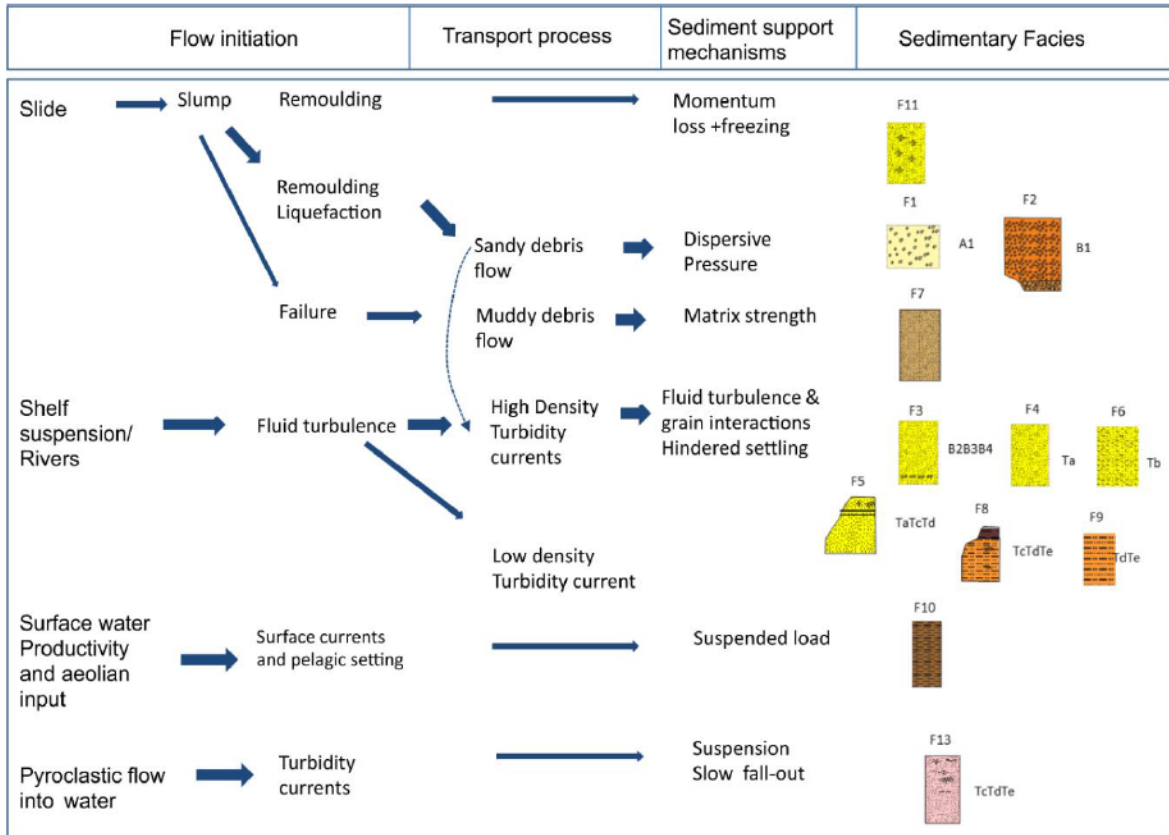 Flow initiation
Transport process
Sediment support
mechanisms
Sedimentary Facies
Slide
Slump
Remoulding
Momentum
loss +freezing
F11
Remoulding
Liquefaction
F1
F2
Sandy debris
flow
Dispersive
Pressure
A1
B1
Failure
Muddy debris
flow
Matrix strength
F7
Shelf
suspension/
Rivers
Fluid turbulence
High Density
Turbidity
currents
Fluid turbulence &
grain interactions
Hindered settling
F3
F4
F6
B2B3B4
Ta
Tb
F5
F8
F9
TaTcTd
TcTdTe
TdTe
Low density
Turbidity current
Surface water
Productivity
and aeolian
input
Surface currents
and pelagic setting
Suspended load
F10
Pyroclastic flow
into water
Turbidity
currents
Suspension
Slow fall-out
F13
TcTdTe